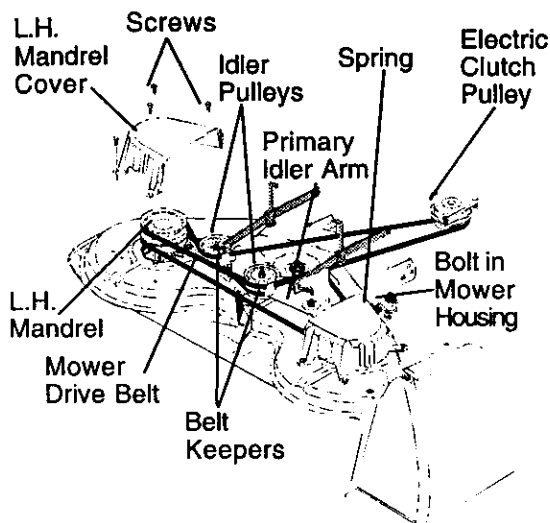 L.H.
Mandrel
Cover
Screws
Idler
Pulleys
Spring
Electric
Clutch
Pulley
Primary
Idler Arm
L.H.
Mandrel
Mower
Drive Belt
Belt
Keepers
Bolt in
Mower
Housing